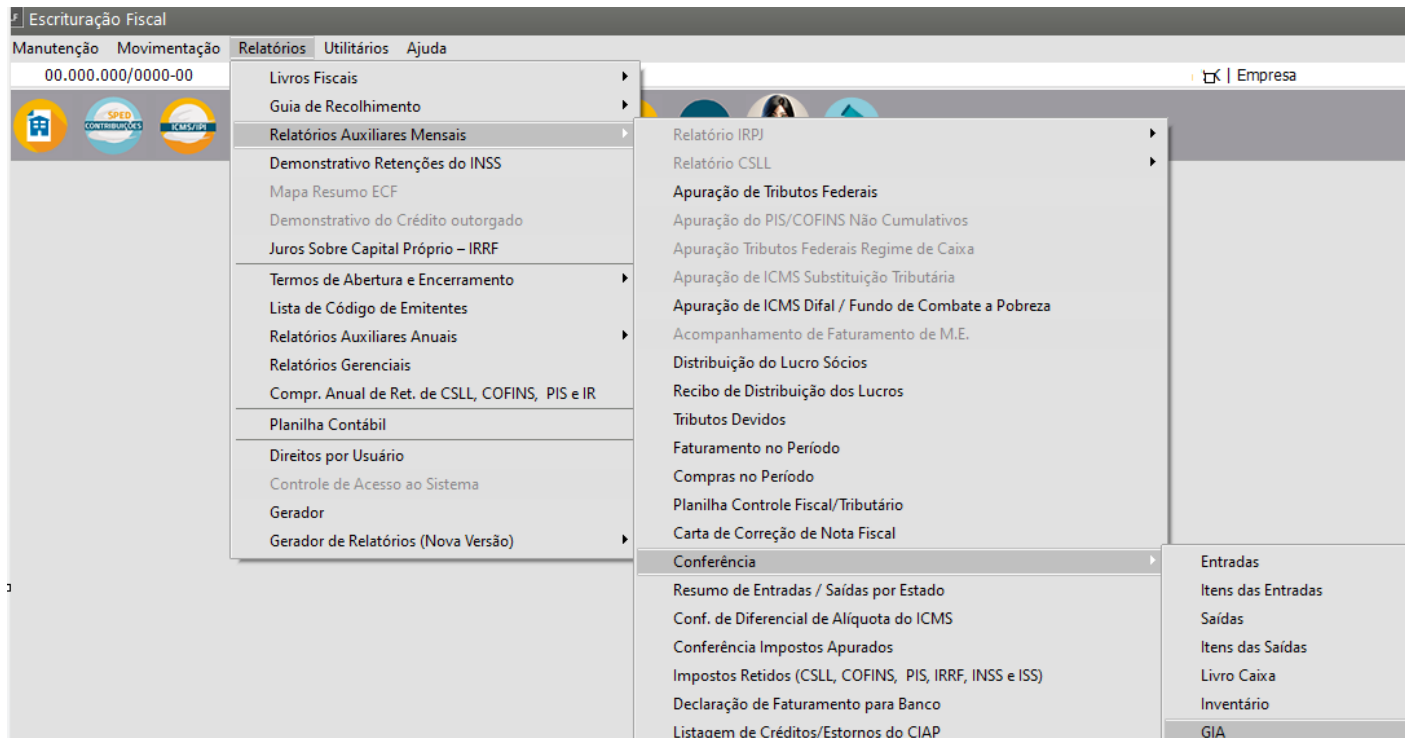 Escrituração Fiscal
Manutenção Movimentação Relatórios Utilitários Ajuda
00.000.000/0000-00
| Empresa
SPED
CONTRIBUIÇÕES
ICMS/IPI
Livros Fiscais
Guia de Recolhimento
Relatórios Auxiliares Mensais
Demonstrativo Retenções do INSS
Mapa Resumo ECF
Demonstrativo do Crédito outorgado
Juros Sobre Capital Próprio – IRRF
Termos de Abertura e Encerramento
Lista de Código de Emitentes
Relatórios Auxiliares Anuais
Relatórios Gerenciais
Compr. Anual de Ret. de CSLL, COFINS, PIS e IR
Planilha Contábil
Direitos por Usuário
Controle de Acesso ao Sistema
Gerador
Gerador de Relatórios (Nova Versão)
Relatório IRPJ
Relatório CSLL
Apuração de Tributos Federais
Apuração do PIS/COFINS Não Cumulativos
Apuração Tributos Federais Regime de Caixa
Apuração de ICMS Substituição Tributária
Apuração de ICMS Difal / Fundo de Combate a Pobreza
Acompanhamento de Faturamento de M.E.
Distribuição do Lucro Sócios
Recibo de Distribuição dos Lucros
Tributos Devidos
Faturamento no Período
Compras no Período
Planilha Controle Fiscal/Tributário
Carta de Correção de Nota Fiscal
Conferência
Resumo de Entradas / Saídas por Estado
Conf. de Diferencial de Alíquota do ICMS
Conferência Impostos Apurados
Impostos Retidos (CSLL, COFINS, PIS, IRRF, INSS e ISS)
Declaração de Faturamento para Banco
Listagem de Créditos/Estornos do CIAP
Entradas
Itens das Entradas
Saídas
Itens das Saídas
Livro Caixa
Inventário
GIA